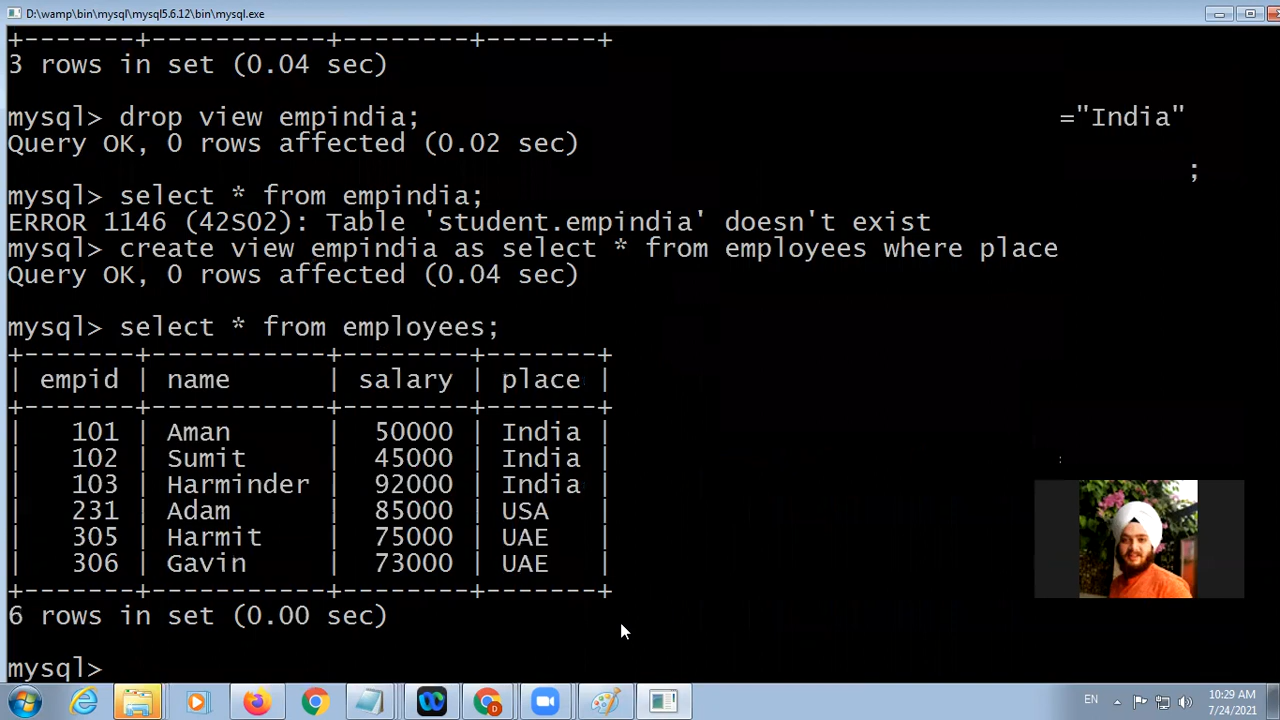 D:\wamp\bin\mysql\mysql5.6.12\bin\mysql.exe
+-------+-----------+--------+-------+
3 rows in set (0.04 sec)
mysql> drop view empindia;
="India"
Query OK, 0 rows affected (0.02 sec)
;
mysql> select * from empindia;
ERROR 1146 (42S02): Table 'student.empindia' doesn't exist
mysql> create view empindia as select * from employees where place
Query OK, 0 rows affected (0.04 sec)
mysql> select * from employees;
+-------+-----------+--------+-------+
| empid | name      | salary | place |
+-------+-----------+--------+-------+
|   101 | Aman      |  50000 | India |
|   102 | Sumit     |  45000 | India |
|   103 | Harminder |  92000 | India |
|   231 | Adam      |  85000 | USA   |
|   305 | Harmit    |  75000 | UAE   |
|   306 | Gavin     |  73000 | UAE   |
+-------+-----------+--------+-------+
6 rows in set (0.00 sec)
mysql>
EN
10:29 AM
7/24/2021